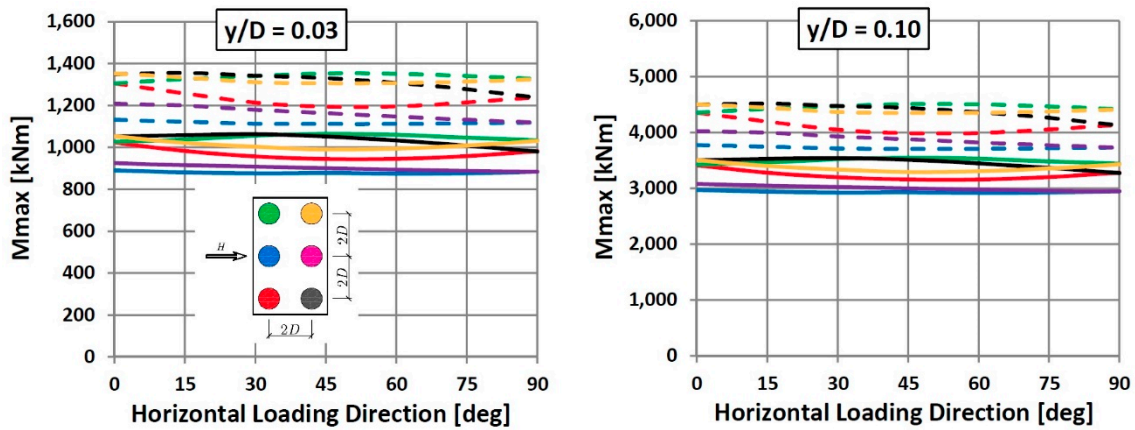 y/D = 0.03
1,600
1,400
1,200
1,000
800
600
400
200
0
Mmax [kNm]
H
2D
2D
2D
0 15 30 45 60 75 90
Horizontal Loading Direction [deg]
y/D = 0.10
6,000
5,000
4,000
3,000
2,000
1,000
0
Mmax [kNm]
0 15 30 45 60 75 90
Horizontal Loading Direction [deg]